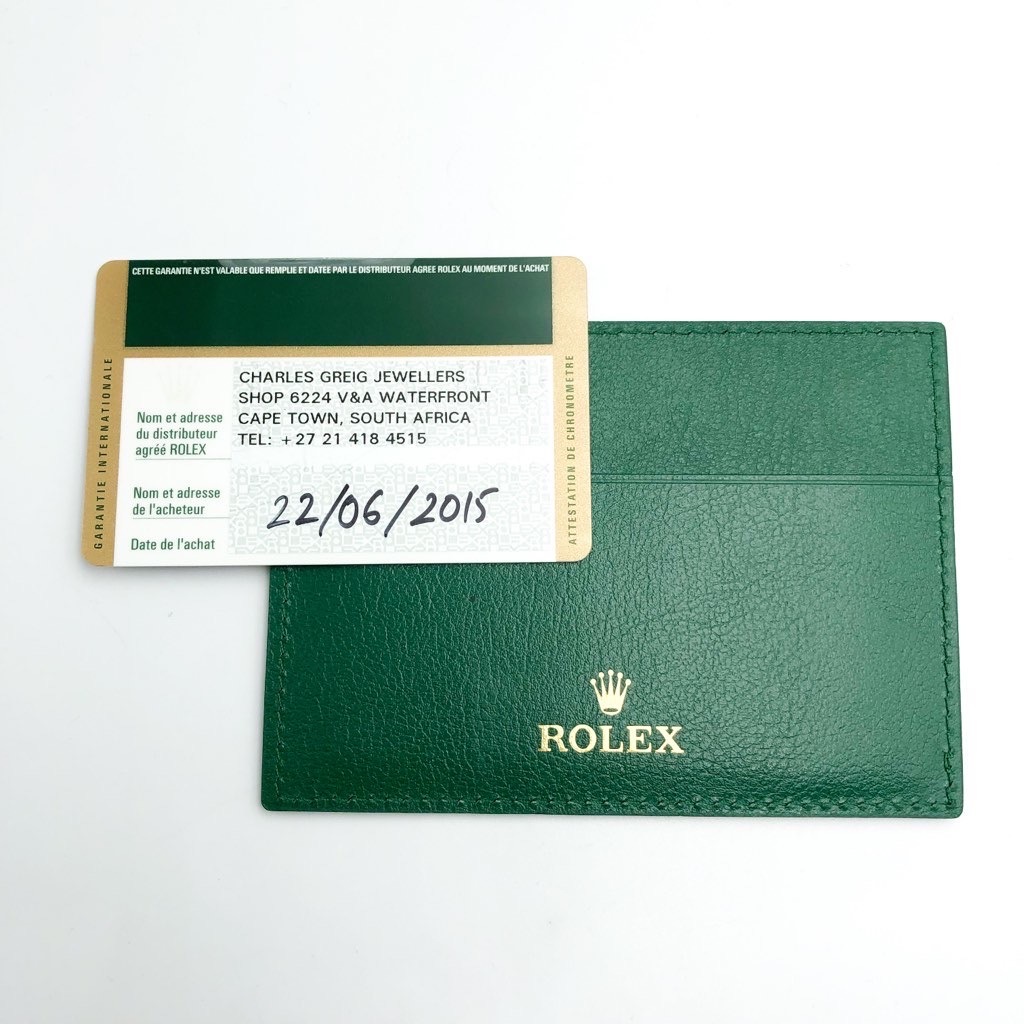 CETTE GARANTIE N'EST VALABLE QUE REMPLIE ET DATEE PAR LE DISTRIBUTEUR AGREE ROLEX AU MOMENT DE L'ACHAT
GARANTIE INTERNATIONALE
Nom et adresse
du distributeur
agréé ROLEX
CHARLES GREIG JEWELLERS
SHOP 6224 V&A WATERFRONT
CAPE TOWN, SOUTH AFRICA
TEL: +27 21 418 4515
Nom et adresse
de l'acheteur
Date de l'achat
22/06/2015
ATTESTATION DE CHRONOMETRE
ROLEX